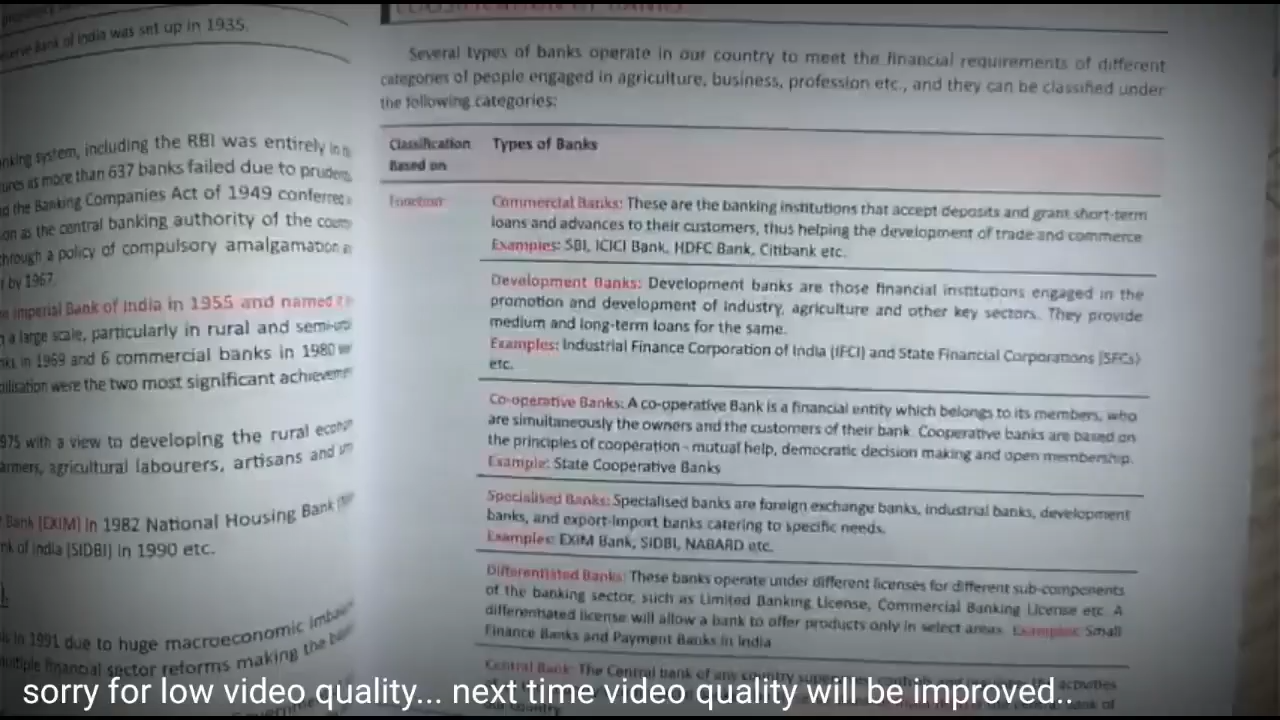 serve Bank of India was set up in 1935.
nking system, including the RBI was entirely in
ures as more than 637 banks failed due to
d the Banking Companies Act of 1949
on as the central banking authority of the
through a policy of compulsory amalgamation
r by 1967.
Imperial Bank of India in 1955 and named it
n a large scale, particularly in rural and
nks in 1969 and 6 commercial banks in 1980
were the two most significant
975 with a view to developing the rural
armers, agricultural labourers, artisans and
Bank (EXIM) in 1982 National Housing Bank
nk of India (SIDBI) in 1990 etc.
is in 1991 due to huge macroeconomic
multiple financial sector reforms making the
CLASSIFICATION OF BANKS
Several types of banks operate in our country to meet the financial requirements of different
categories of people engaged in agriculture, business, profession etc., and they can be classified under
the following categories:
Classification
Based on
Types of Banks
Function
Commercial Banks: These are the banking institutions that accept deposits and grant short-term
loans and advances to their customers, thus helping the development of trade and commerce
Examples: SBI, ICICI Bank, HDFC Bank, Citibank etc.
Development Banks: Development banks are those financial institutions engaged in the
promotion and development of industry, agriculture and other key sectors. They provide
medium and long-term loans for the same.
Examples: Industrial Finance Corporation of India (IFCI) and State Financial Corporations (SFCs)
etc.
Co-operative Banks: A co-operative Bank is a financial entity which belongs to its members, who
are simultaneously the owners and the customers of their bank. Cooperative banks are based on
the principles of cooperation - mutual help, democratic decision making and open membership.
Example: State Cooperative Banks
Specialised Banks: Specialised banks are foreign exchange banks, industrial banks, development
banks, and export-import banks catering to specific needs.
Examples: EXIM Bank, SIDBI, NABARD etc.
Differentiated Banks: These banks operate under different licenses for different sub-components
of the banking sector, such as Limited Banking License, Commercial Banking License etc. A
differentiated license will allow a bank to offer products only in select areas. Examples: Small
Finance Banks and Payment Banks in India
Central Bank: The Central bank of any country activities
our country
sorry for low video quality... next time video quality will be improved..